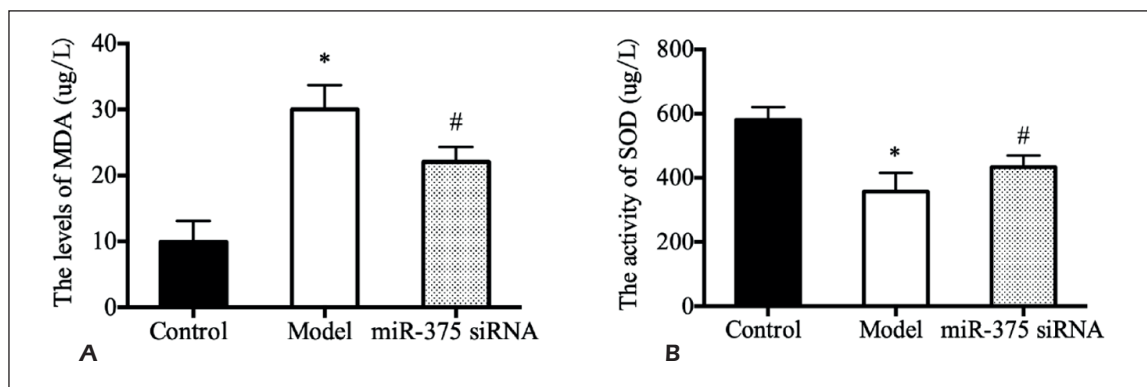 The levels of MDA (ug/L)
40
30
20
10
0
*
#
Control Model miR-375 siRNA
A
The activity of SOD (ug/L)
800
600
400
200
0
*
#
Control Model miR-375 siRNA
B